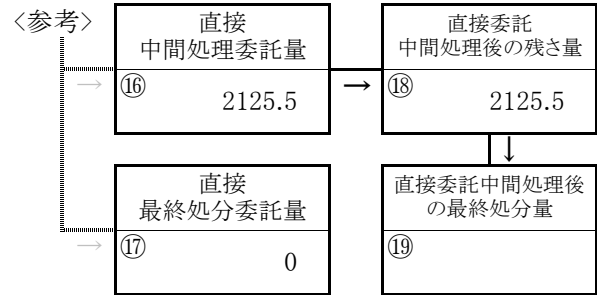 〈参考〉
直接
中間処理委託量
⑯
2125.5
→
直接委託
中間処理後の残さ量
⑱
2125.5
→
↓
直接
最終処分委託量
⑰
0
→
直接委託中間処理後
の最終処分量
⑲